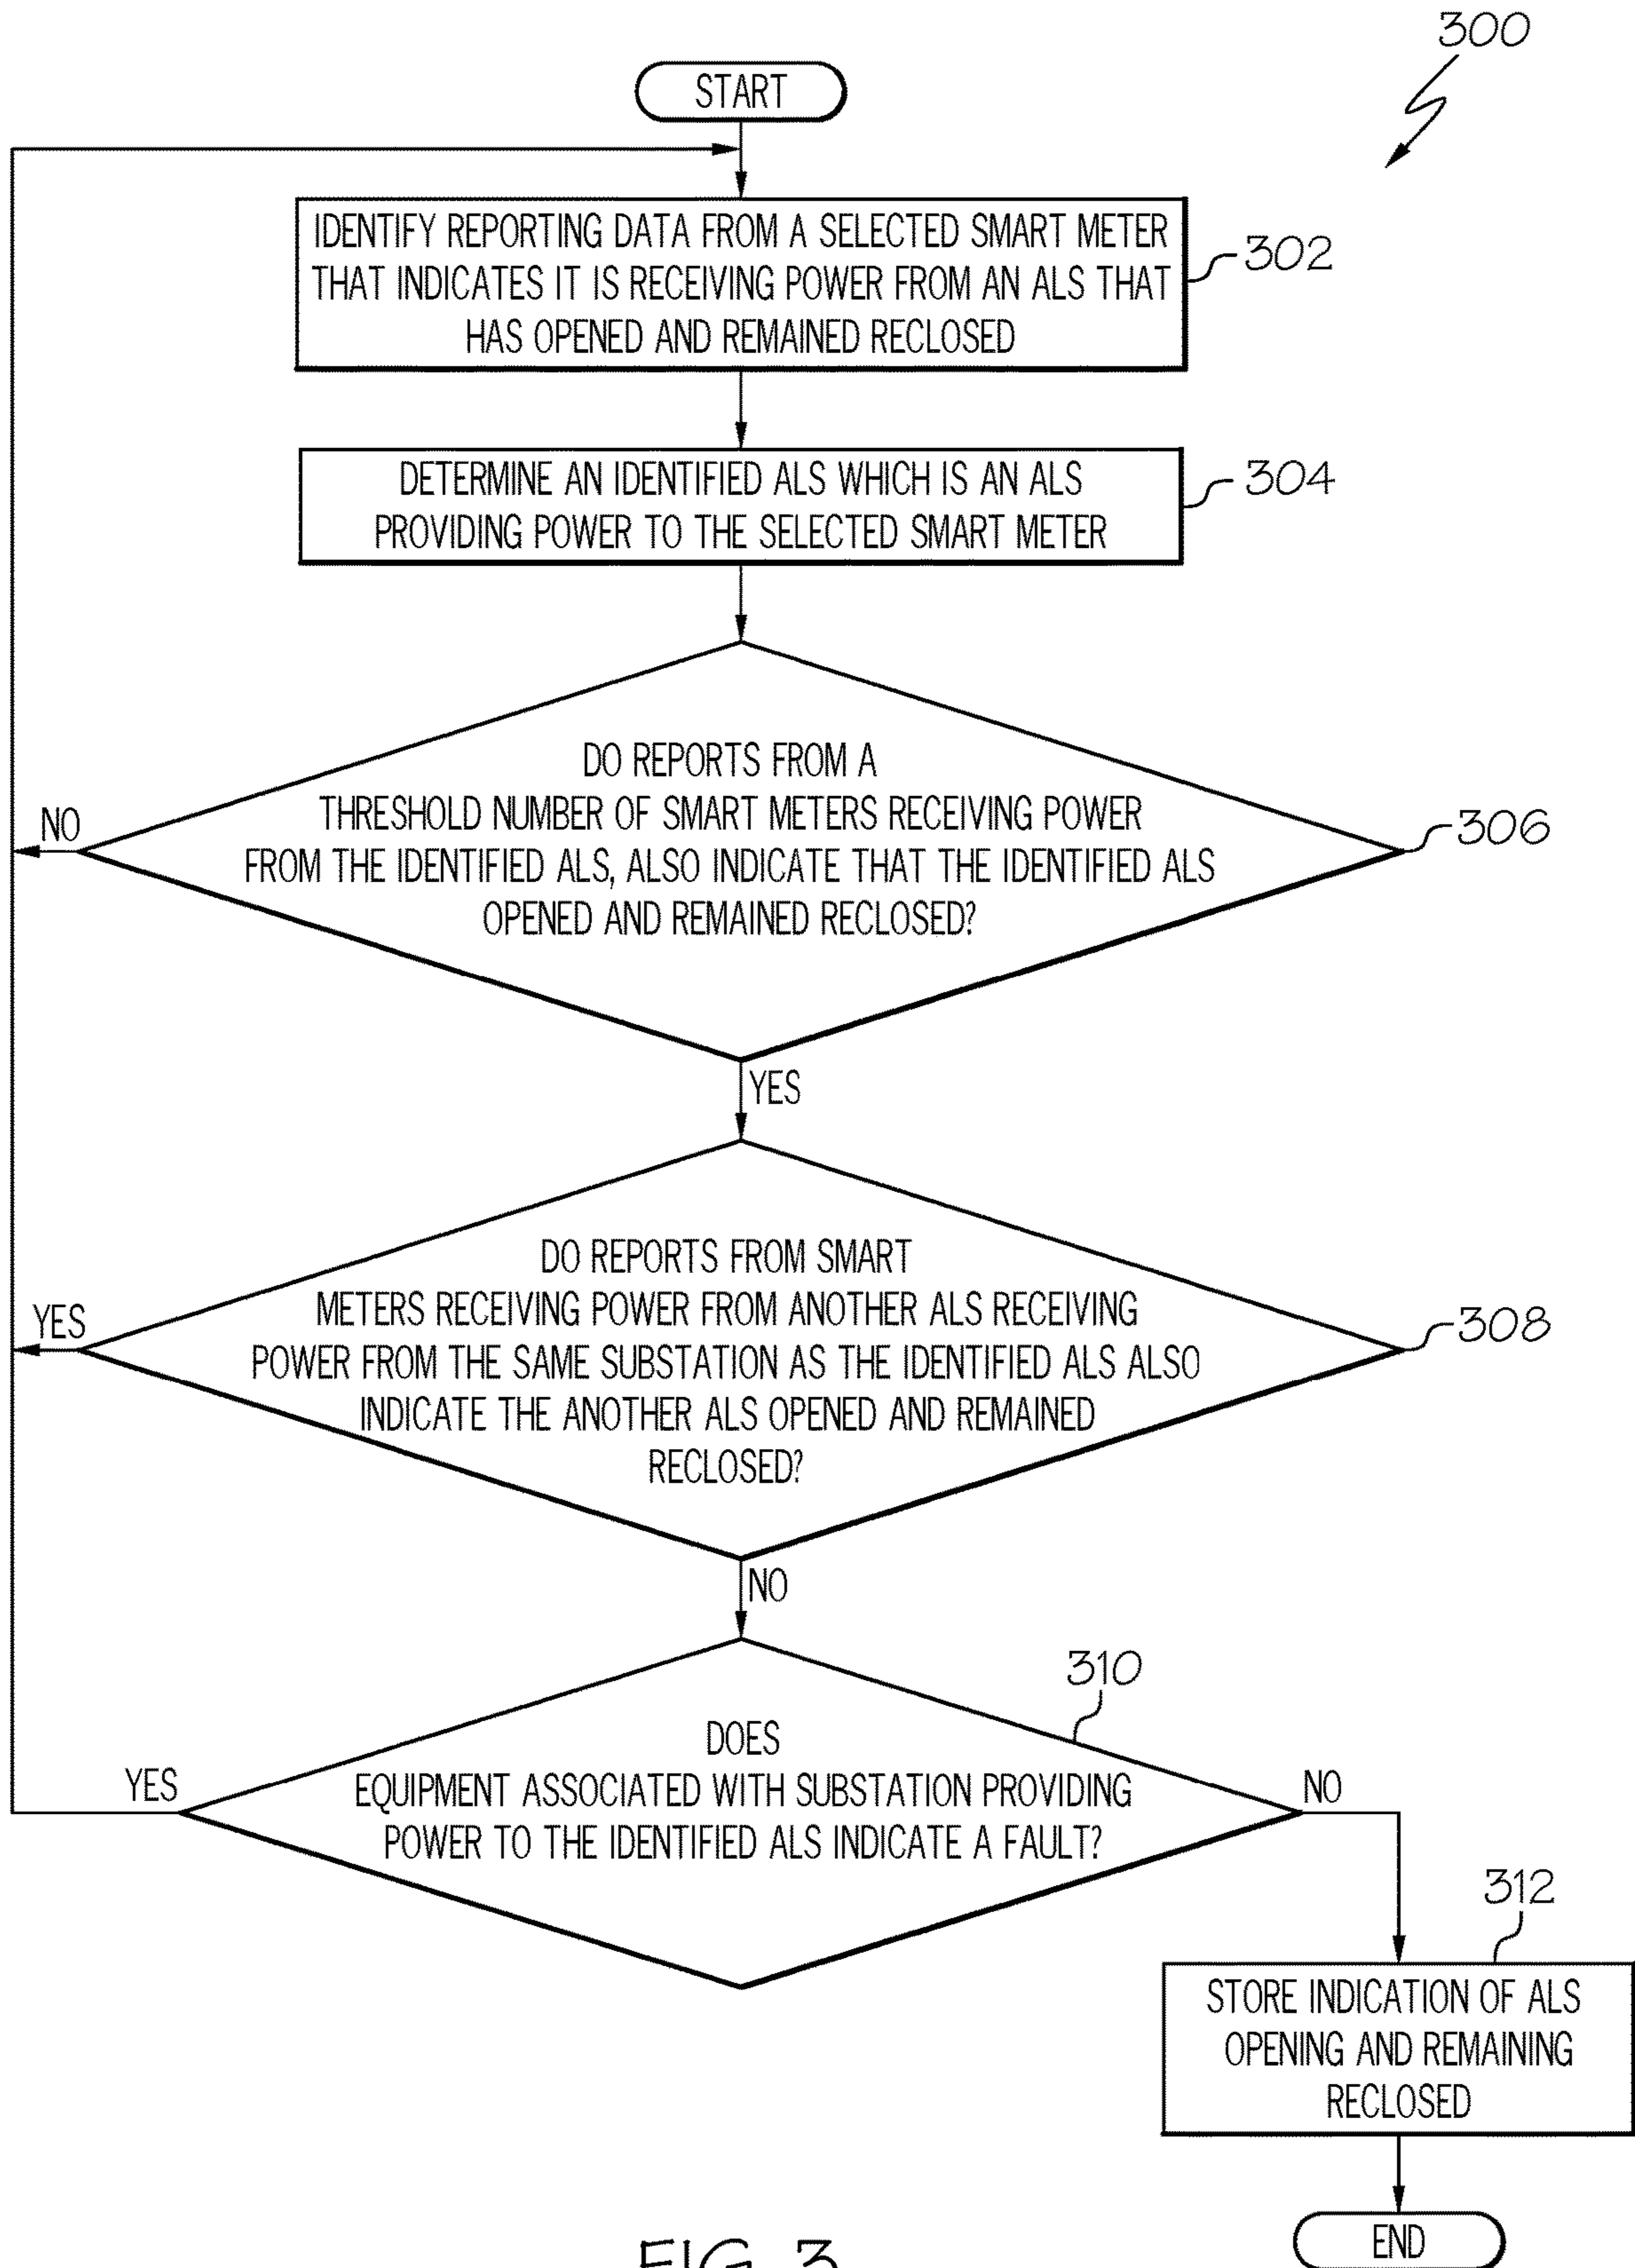 300
START
IDENTIFY REPORTING DATA FROM A SELECTED SMART METER
THAT INDICATES IT IS RECEIVING POWER FROM AN ALS THAT
HAS OPENED AND REMAINED RECLOSED
302
DETERMINE AN IDENTIFIED ALS WHICH IS AN ALS
PROVIDING POWER TO THE SELECTED SMART METER
304
DO REPORTS FROM A
THRESHOLD NUMBER OF SMART METERS RECEIVING POWER
FROM THE IDENTIFIED ALS, ALSO INDICATE THAT THE IDENTIFIED ALS
OPENED AND REMAINED RECLOSED?
NO
306
YES
DO REPORTS FROM SMART
METERS RECEIVING POWER FROM ANOTHER ALS RECEIVING
POWER FROM THE SAME SUBSTATION AS THE IDENTIFIED ALS ALSO
INDICATE THE ANOTHER ALS OPENED AND REMAINED
RECLOSED?
YES
308
NO
310
DOES
EQUIPMENT ASSOCIATED WITH SUBSTATION PROVIDING
POWER TO THE IDENTIFIED ALS INDICATE A FAULT?
YES
NO
312
STORE INDICATION OF ALS
OPENING AND REMAINING
RECLOSED
END
FIG. 3